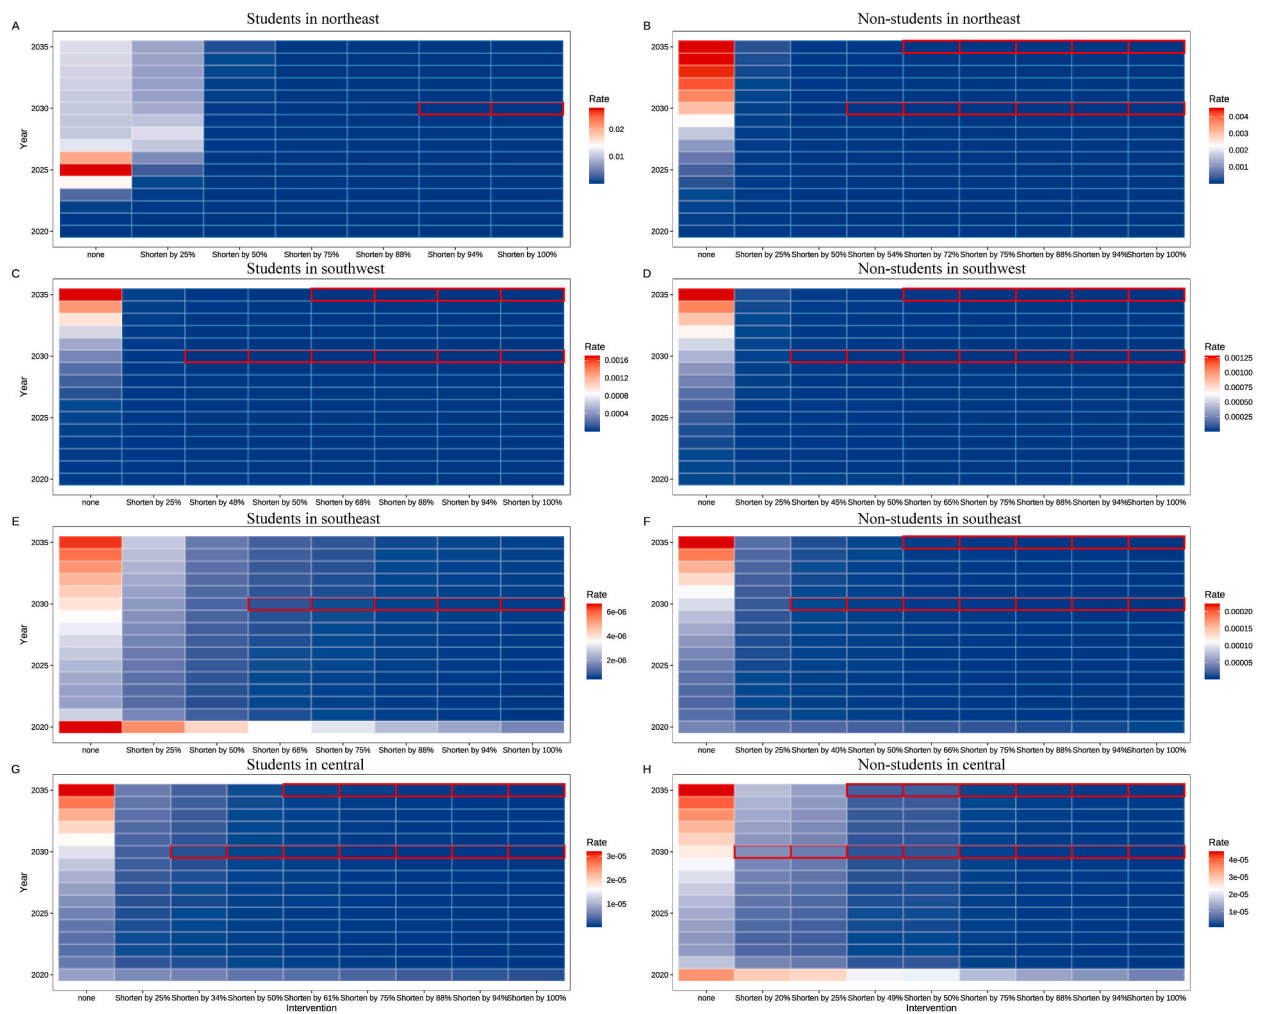 A
Students in northeast
Year
2035
2030
2025
2020
none
Shorten by 25%
Shorten by 50%
Shorten by 75%
Shorten by 88%
Shorten by 94%
Shorten by 100%
Rate
0.02
0.01
B
Non-students in northeast
2035
2030
2025
2020
none
Shorten by 25%
Shorten by 50%
Shorten by 54%
Shorten by 72%
Shorten by 75%
Shorten by 88%
Shorten by 94%
Shorten by 100%
Rate
0.004
0.003
0.002
0.001
C
Students in southwest
Year
2035
2030
2025
2020
none
Shorten by 25%
Shorten by 48%
Shorten by 50%
Shorten by 68%
Shorten by 88%
Shorten by 94%
Shorten by 100%
Rate
0.0016
0.0012
0.0008
0.0004
D
Non-students in southwest
2035
2030
2025
2020
none
Shorten by 25%
Shorten by 45%
Shorten by 50%
Shorten by 65%
Shorten by 75%
Shorten by 88%
Shorten by 94%
Shorten by 100%
Rate
0.00125
0.00100
0.00075
0.00050
0.00025
E
Students in southeast
Year
2035
2030
2025
2020
none
Shorten by 25%
Shorten by 50%
Shorten by 66%
Shorten by 75%
Shorten by 88%
Shorten by 94%
Shorten by 100%
Rate
6e-06
4e-06
2e-06
F
Non-students in southeast
2035
2030
2025
2020
none
Shorten by 25%
Shorten by 40%
Shorten by 50%
Shorten by 66%
Shorten by 75%
Shorten by 88%
Shorten by 94%
Shorten by 100%
Rate
0.00020
0.00015
0.00010
0.00005
G
Students in central
Year
2035
2030
2025
2020
none
Shorten by 25%
Shorten by 34%
Shorten by 50%
Shorten by 61%
Shorten by 75%
Shorten by 88%
Shorten by 94%
Shorten by 100%
Intervention
Rate
3e-05
2e-05
1e-05
H
Non-students in central
2035
2030
2025
2020
none
Shorten by 20%
Shorten by 25%
Shorten by 49%
Shorten by 50%
Shorten by 75%
Shorten by 88%
Shorten by 94%
Shorten by 100%
Intervention
Rate
4e-05
3e-05
2e-05
1e-05